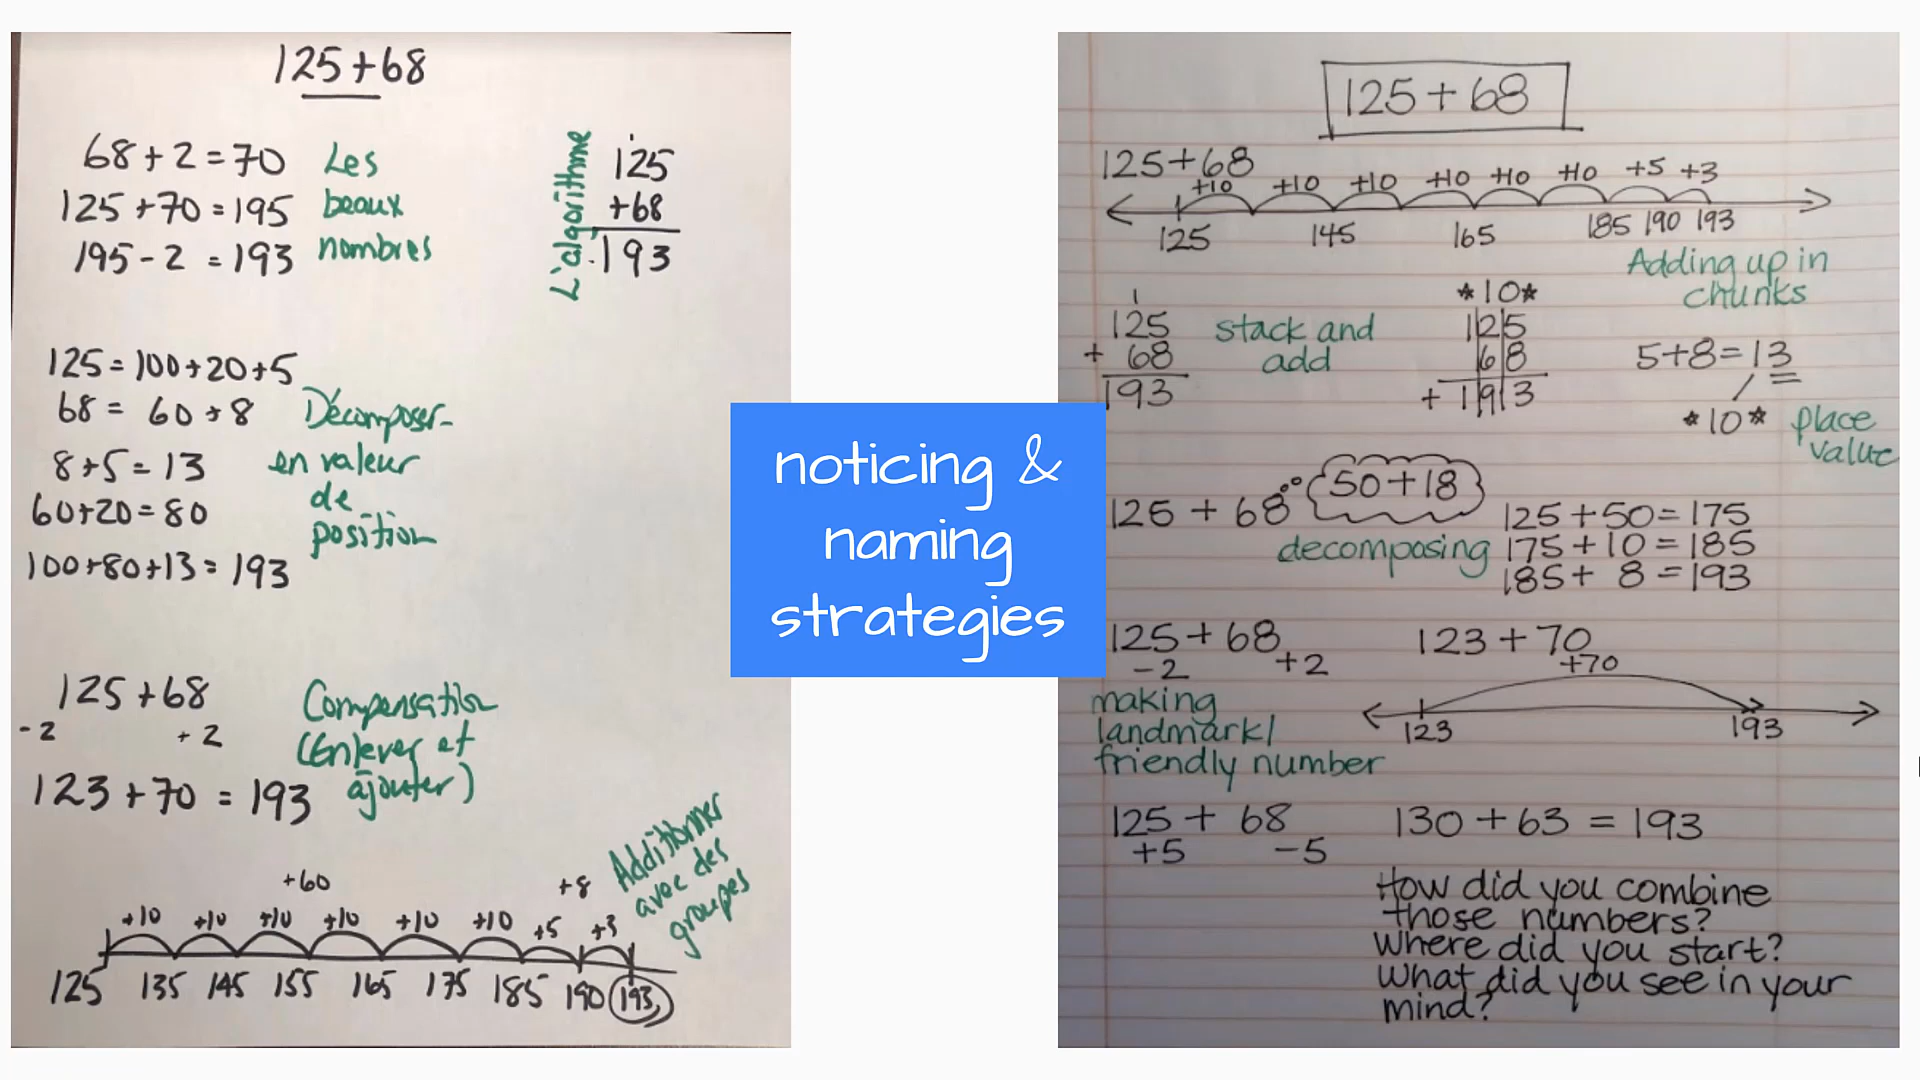 125+68
68+2=70 Les
125+70=195 beaux
195-2 =193 nombres
L'algorithme
1
125
+68
193
125=100+20+5
68= 60+8 Décomposer
8+5=13 en valeur
60+20=80 de
position
100+80+13=193
125+68 Compensation
-2 +2 (Enlever et
123+70=193 ajouter)
Additionner
avec des
groupes
+60 +8
+10 +10 +10 +10 +10 +10 +5 +3
125 135 145 155 165 175 185 190 193
noticing &
naming
strategies
125+68
125+68
+10 +10 +10 +10 +10 +10 +5 +3
125 145 165 185 190 193
Adding up in
chunks
1
125
+ 68
193
stack and
add
*10*
125
68
+ 193
5+8=13
*10* place
value
125+68 50+18
decomposing
125+50=175
175+10=185
185+ 8=193
125+68 123+70
-2 +2 +70
making
landmark/
friendly number
123 193
125+ 68 130+63=193
+5 -5
How did you combine
those numbers?
Where did you start?
What did you see in your
mind?